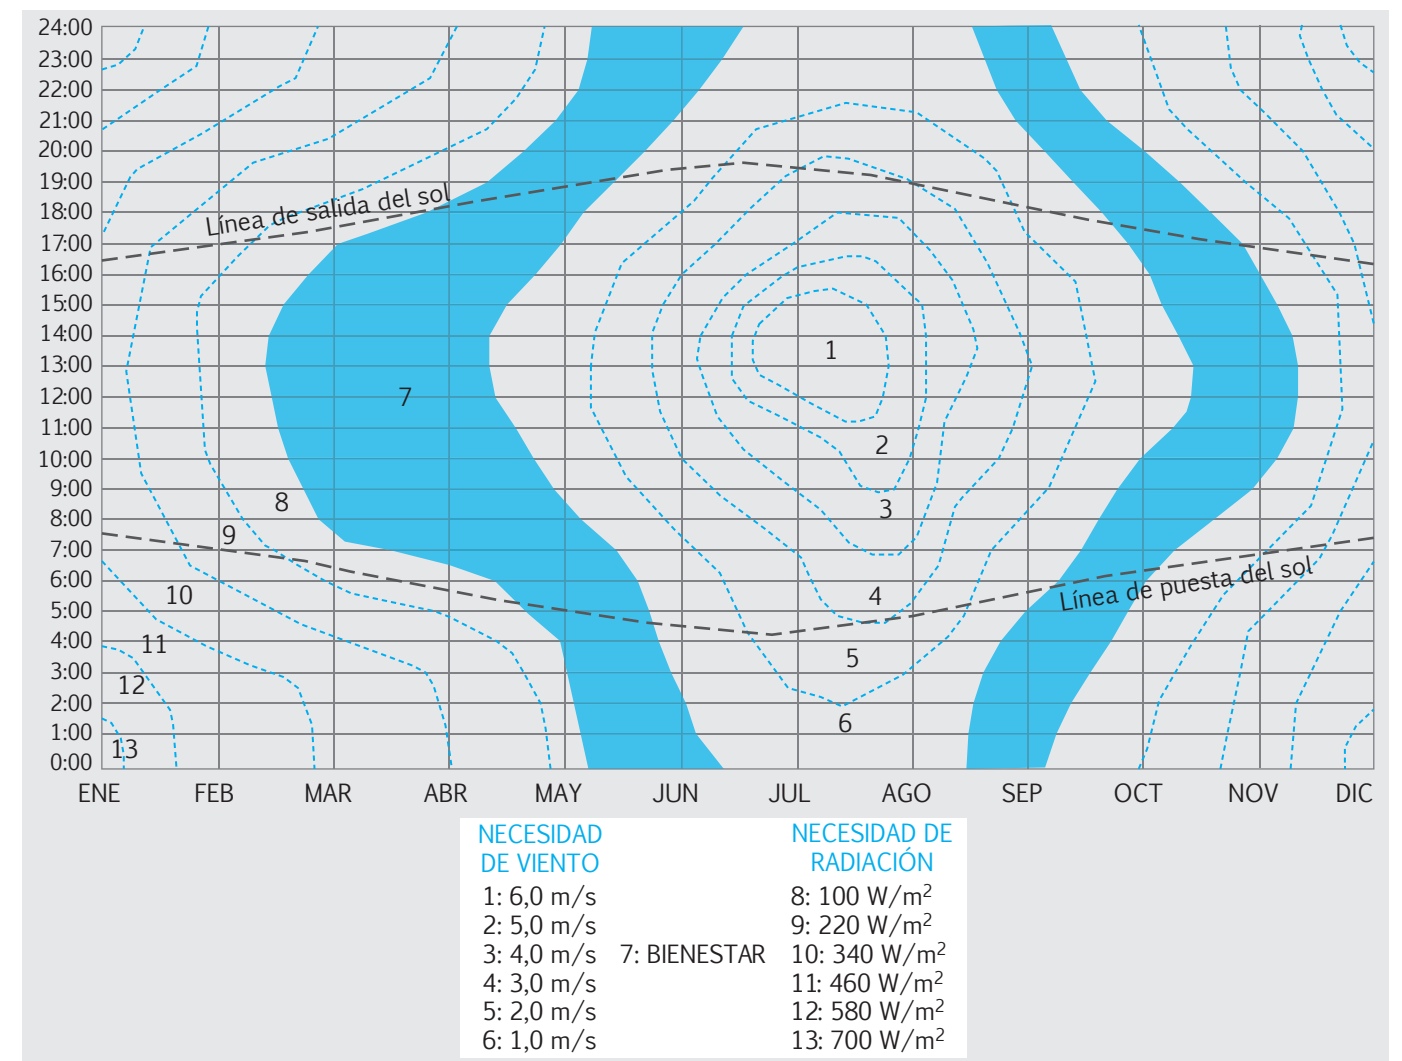 24:00
23:00
22:00
21:00
20:00
19:00
18:00
17:00
16:00
15:00
14:00
13:00
12:00
11:00
10:00
9:00
8:00
7:00
6:00
5:00
4:00
3:00
2:00
1:00
0:00
Línea de salida del sol
1
7
2
8
3
9
10
4
Línea de puesta del sol
11
5
12
6
13
ENE FEB MAR ABR MAY JUN JUL AGO SEP OCT NOV DIC
NECESIDAD
DE VIENTO
1: 6,0 m/s
2: 5,0 m/s
3: 4,0 m/s
4: 3,0 m/s
5: 2,0 m/s
6: 1,0 m/s
7: BIENESTAR
NECESIDAD DE
RADIACIÓN
8: 100 W/m²
9: 220 W/m²
10: 340 W/m²
11: 460 W/m²
12: 580 W/m²
13: 700 W/m²